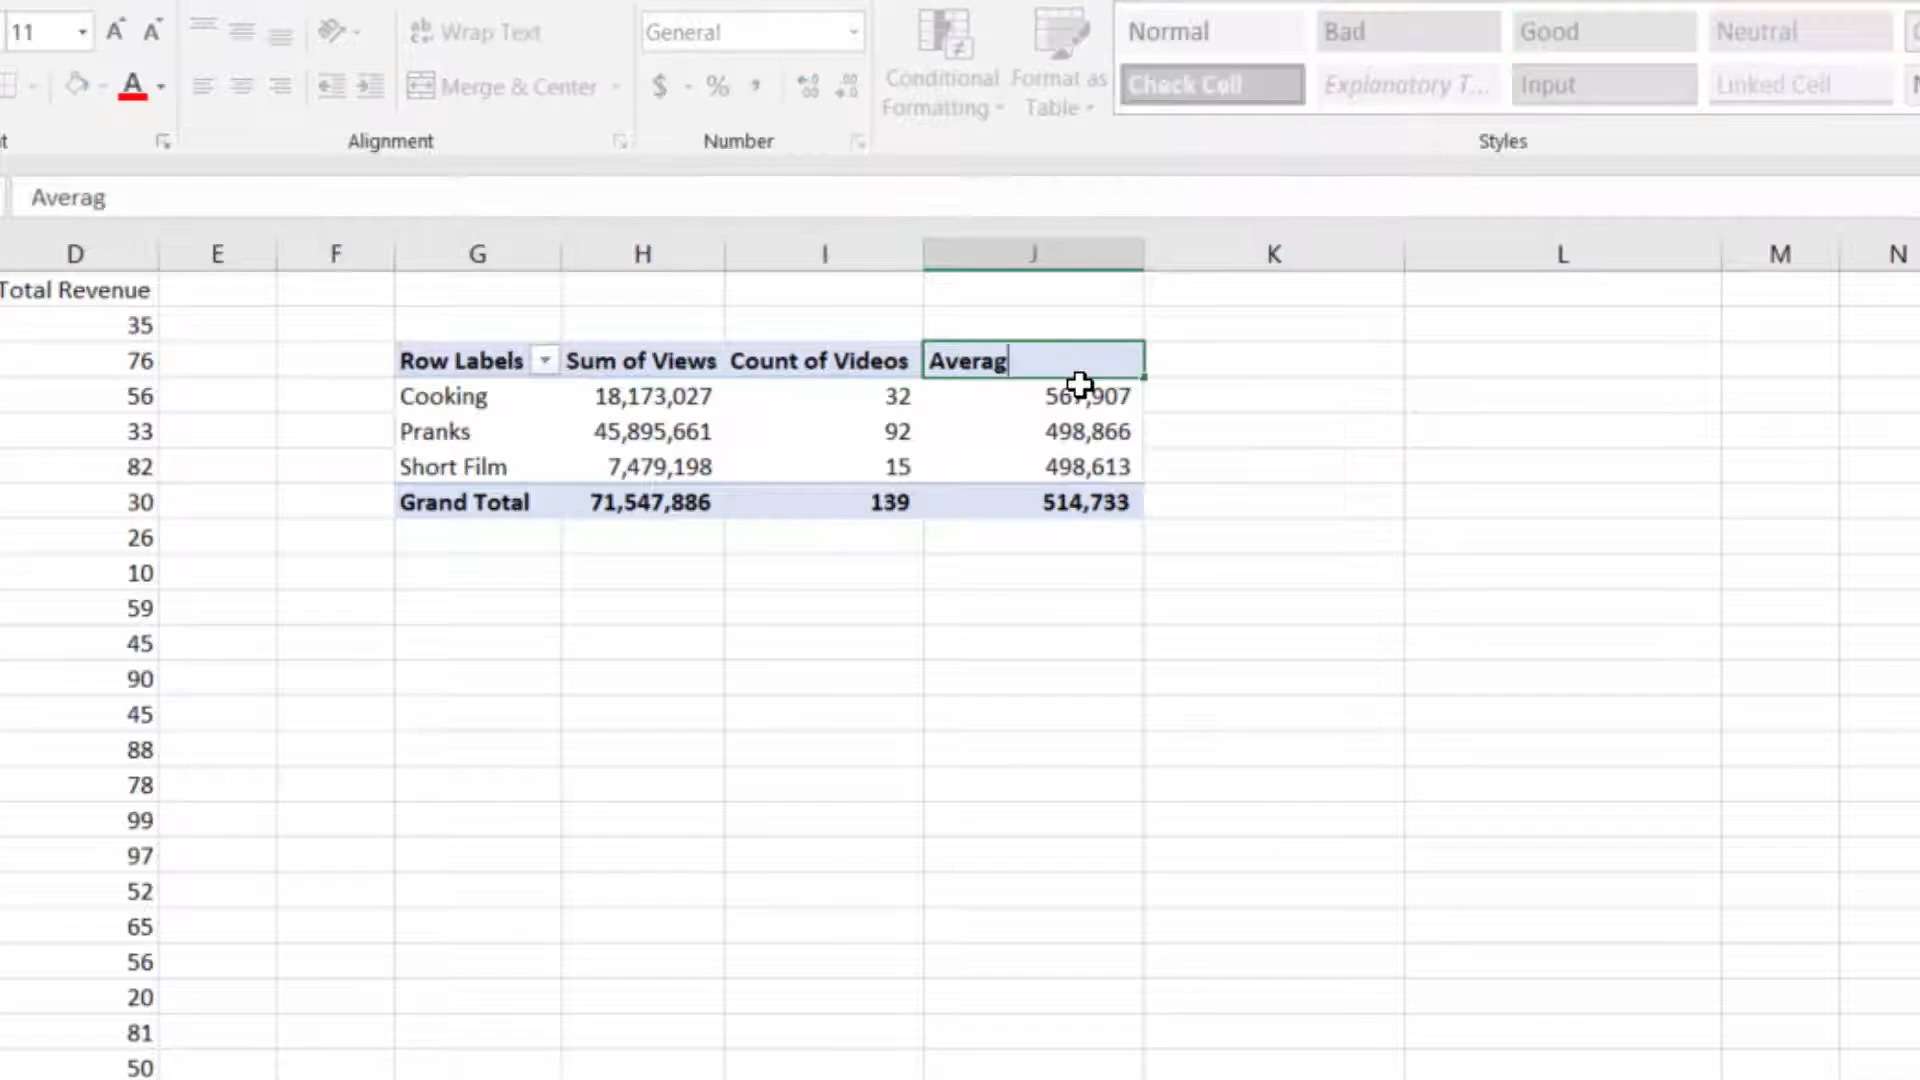 11 A A Wrap Text General Normal Bad Good Neutral
A Merge & Center $ % Conditional Formatting Format as Table Check Cell Explanatory T... Input Linked Cell
Alignment Number Styles
Averag
D E F G H I J K L M N
Total Revenue
35
76 Row Labels Sum of Views Count of Videos Averag
56 Cooking 18,173,027 32 567,907
33 Pranks 45,895,661 92 498,866
82 Short Film 7,479,198 15 498,613
30 Grand Total 71,547,886 139 514,733
26
10
59
45
90
45
88
78
99
97
52
65
56
20
81
50